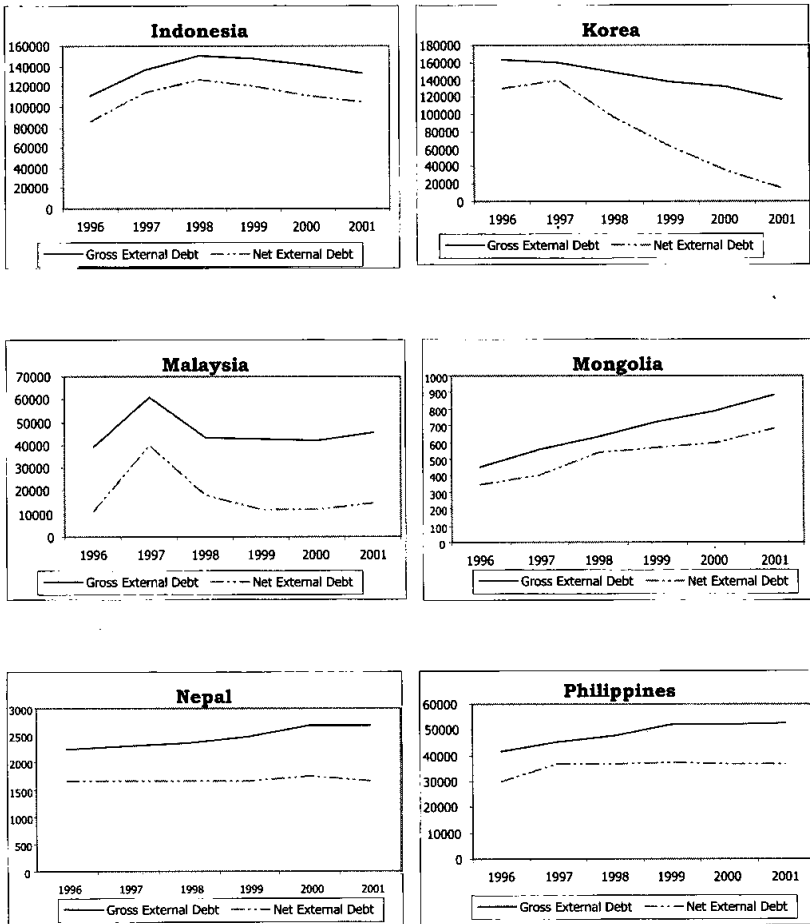 Indonesia
160000
140000
120000
100000
80000
60000
40000
20000
0
1996 1997 1998 1999 2000 2001
Gross External Debt Net External Debt
Korea
180000
160000
140000
120000
100000
80000
60000
40000
20000
0
1996 1997 1998 1999 2000 2001
Gross External Debt Net External Debt
Malaysia
70000
60000
50000
40000
30000
20000
10000
0
1996 1997 1998 1999 2000 2001
Gross External Debt Net External Debt
Mongolia
1000
900
800
700
600
500
400
300
200
100
0
1996 1997 1998 1999 2000 2001
Gross External Debt Net External Debt
Nepal
3000
2500
2000
1500
1000
500
0
1996 1997 1998 1999 2000 2001
Gross External Debt Net External Debt
Philippines
60000
50000
40000
30000
20000
10000
0
1996 1997 1998 1999 2000 2001
Gross External Debt Net External Debt